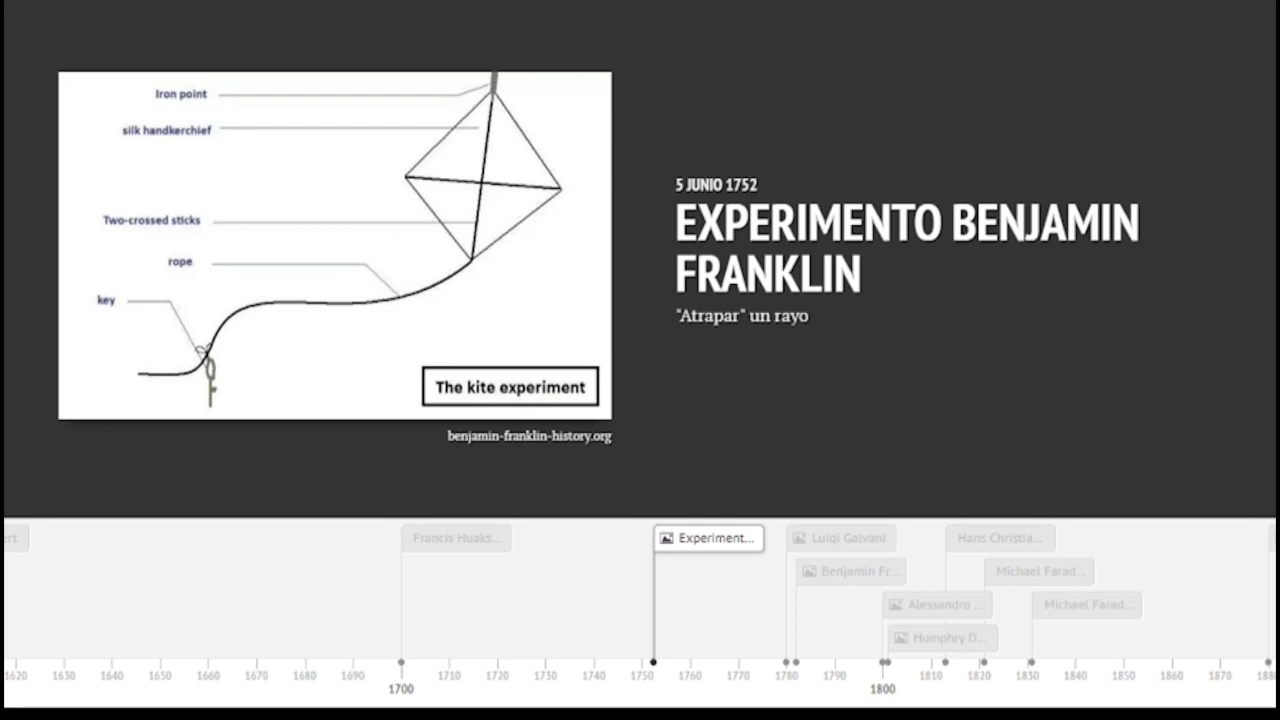 Iron point
silk handkerchief
Two-crossed sticks
rope
key
The kite experiment
benjamin-franklin-history.org
5 JUNIO 1752
EXPERIMENTO BENJAMIN
FRANKLIN
"Atrapar" un rayo
ert
Francis Huaks...
Experiment...
Luigi Galvani
Hans Christia...
Benjamin Fr...
Michael Farad...
Alessandro ...
Michael Farad...
Humphry D...
1620 1630 1640 1650 1660 1670 1680 1690 1710 1720 1730 1740 1750 1760 1770 1780 1790 1810 1820 1830 1840 1850 1860 1870 188
1700 1800